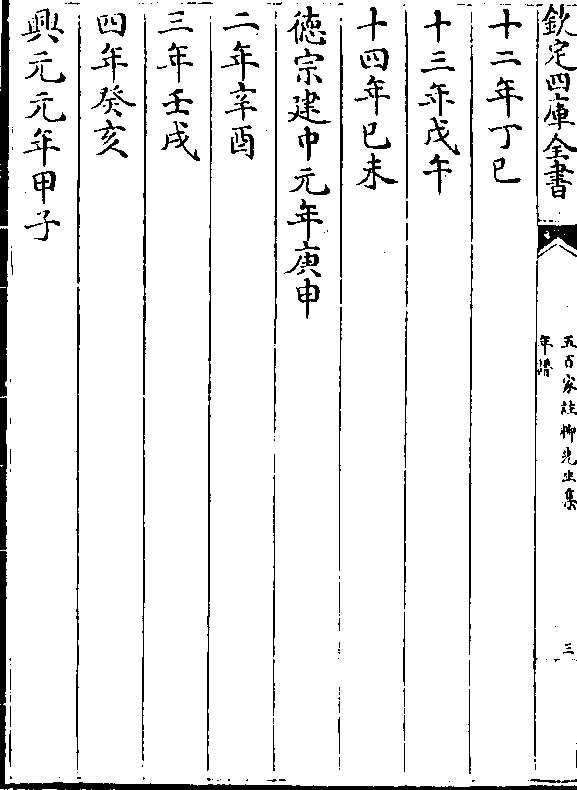 欽定四庫全書
五百家註柳先生集
年譜
三
十二年丁巳
十三年戊午
十四年已未
德宗建中元年庚申
二年辛酉
三年壬戌
四年癸亥
興元元年甲子